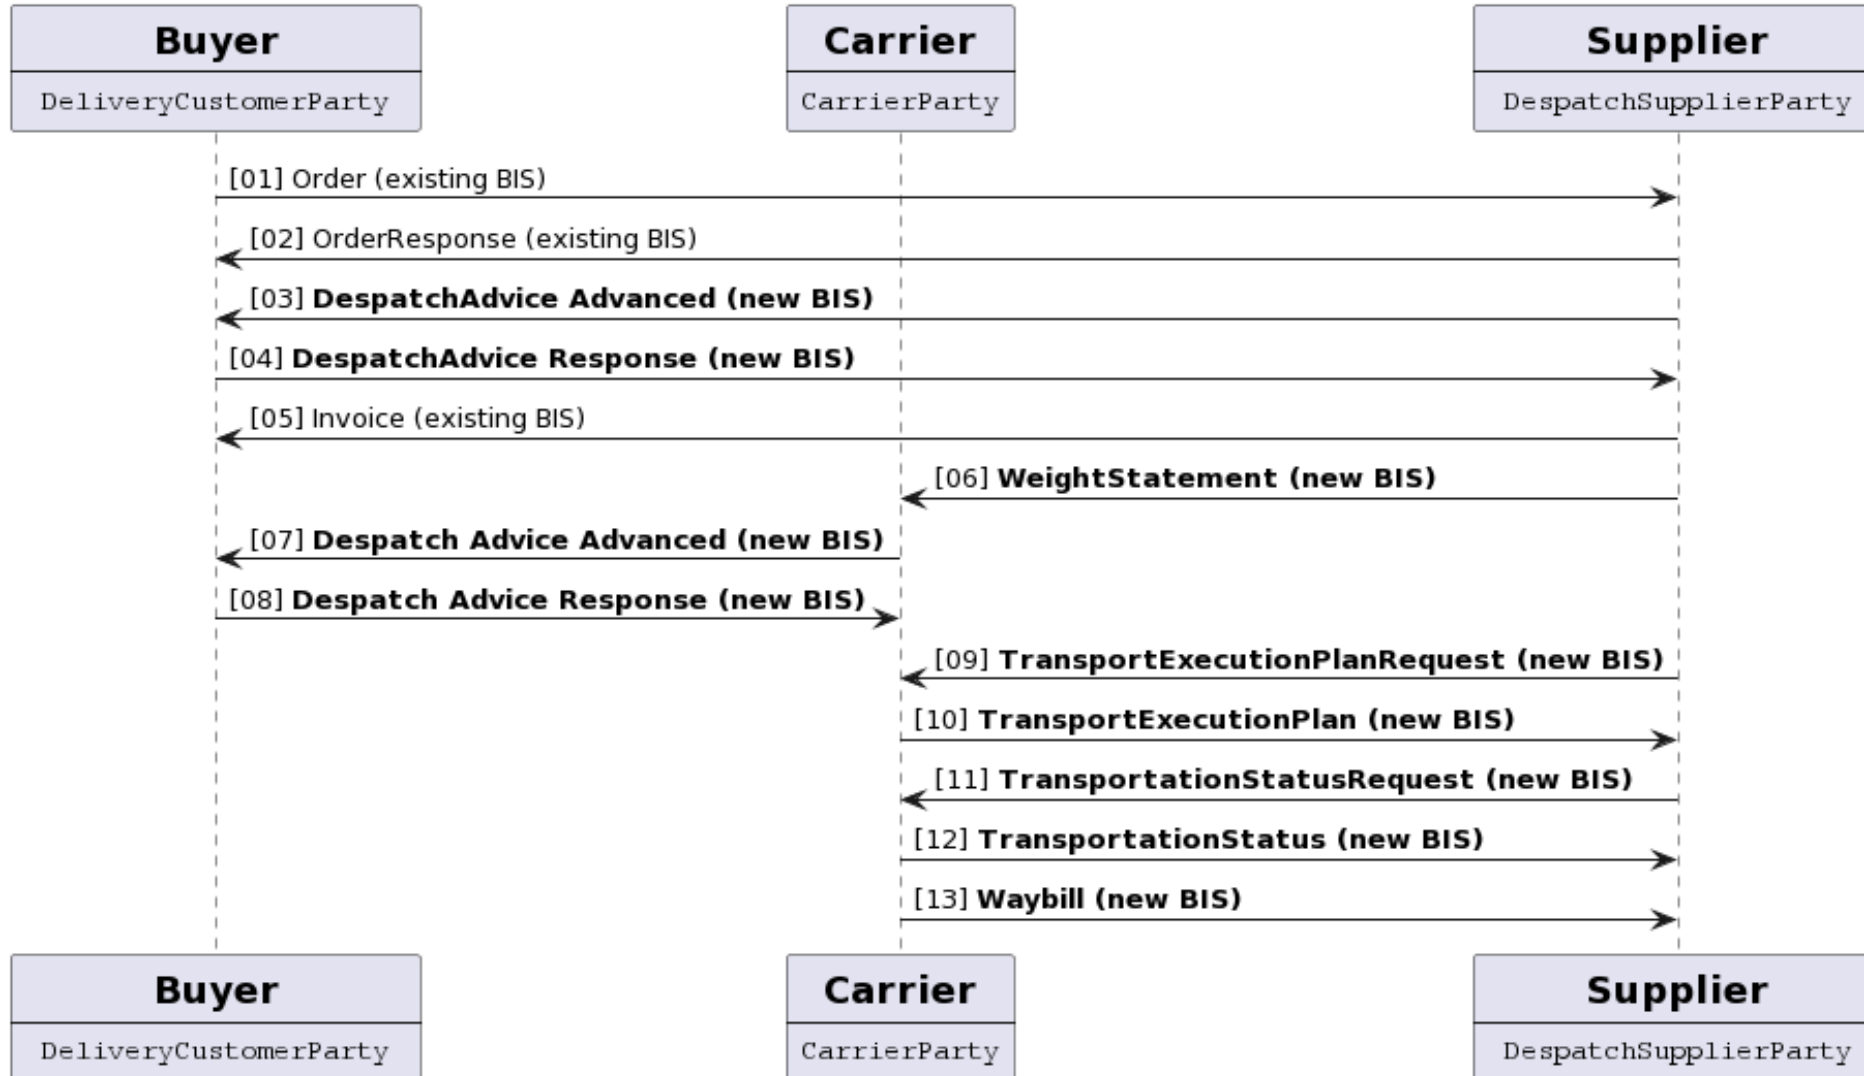 Buyer
DeliveryCustomerParty
Carrier
CarrierParty
Supplier
DespatchSupplierParty
[01] Order (existing BIS)
[02] OrderResponse (existing BIS)
[03] DespatchAdvice Advanced (new BIS)
[04] DespatchAdvice Response (new BIS)
[05] Invoice (existing BIS)
[06] WeightStatement (new BIS)
[07] Despatch Advice Advanced (new BIS)
[08] Despatch Advice Response (new BIS)
[09] TransportExecutionPlanRequest (new BIS)
[10] TransportExecutionPlan (new BIS)
[11] TransportationStatusRequest (new BIS)
[12] TransportationStatus (new BIS)
[13] Waybill (new BIS)
Buyer
DeliveryCustomerParty
Carrier
CarrierParty
Supplier
DespatchSupplierParty